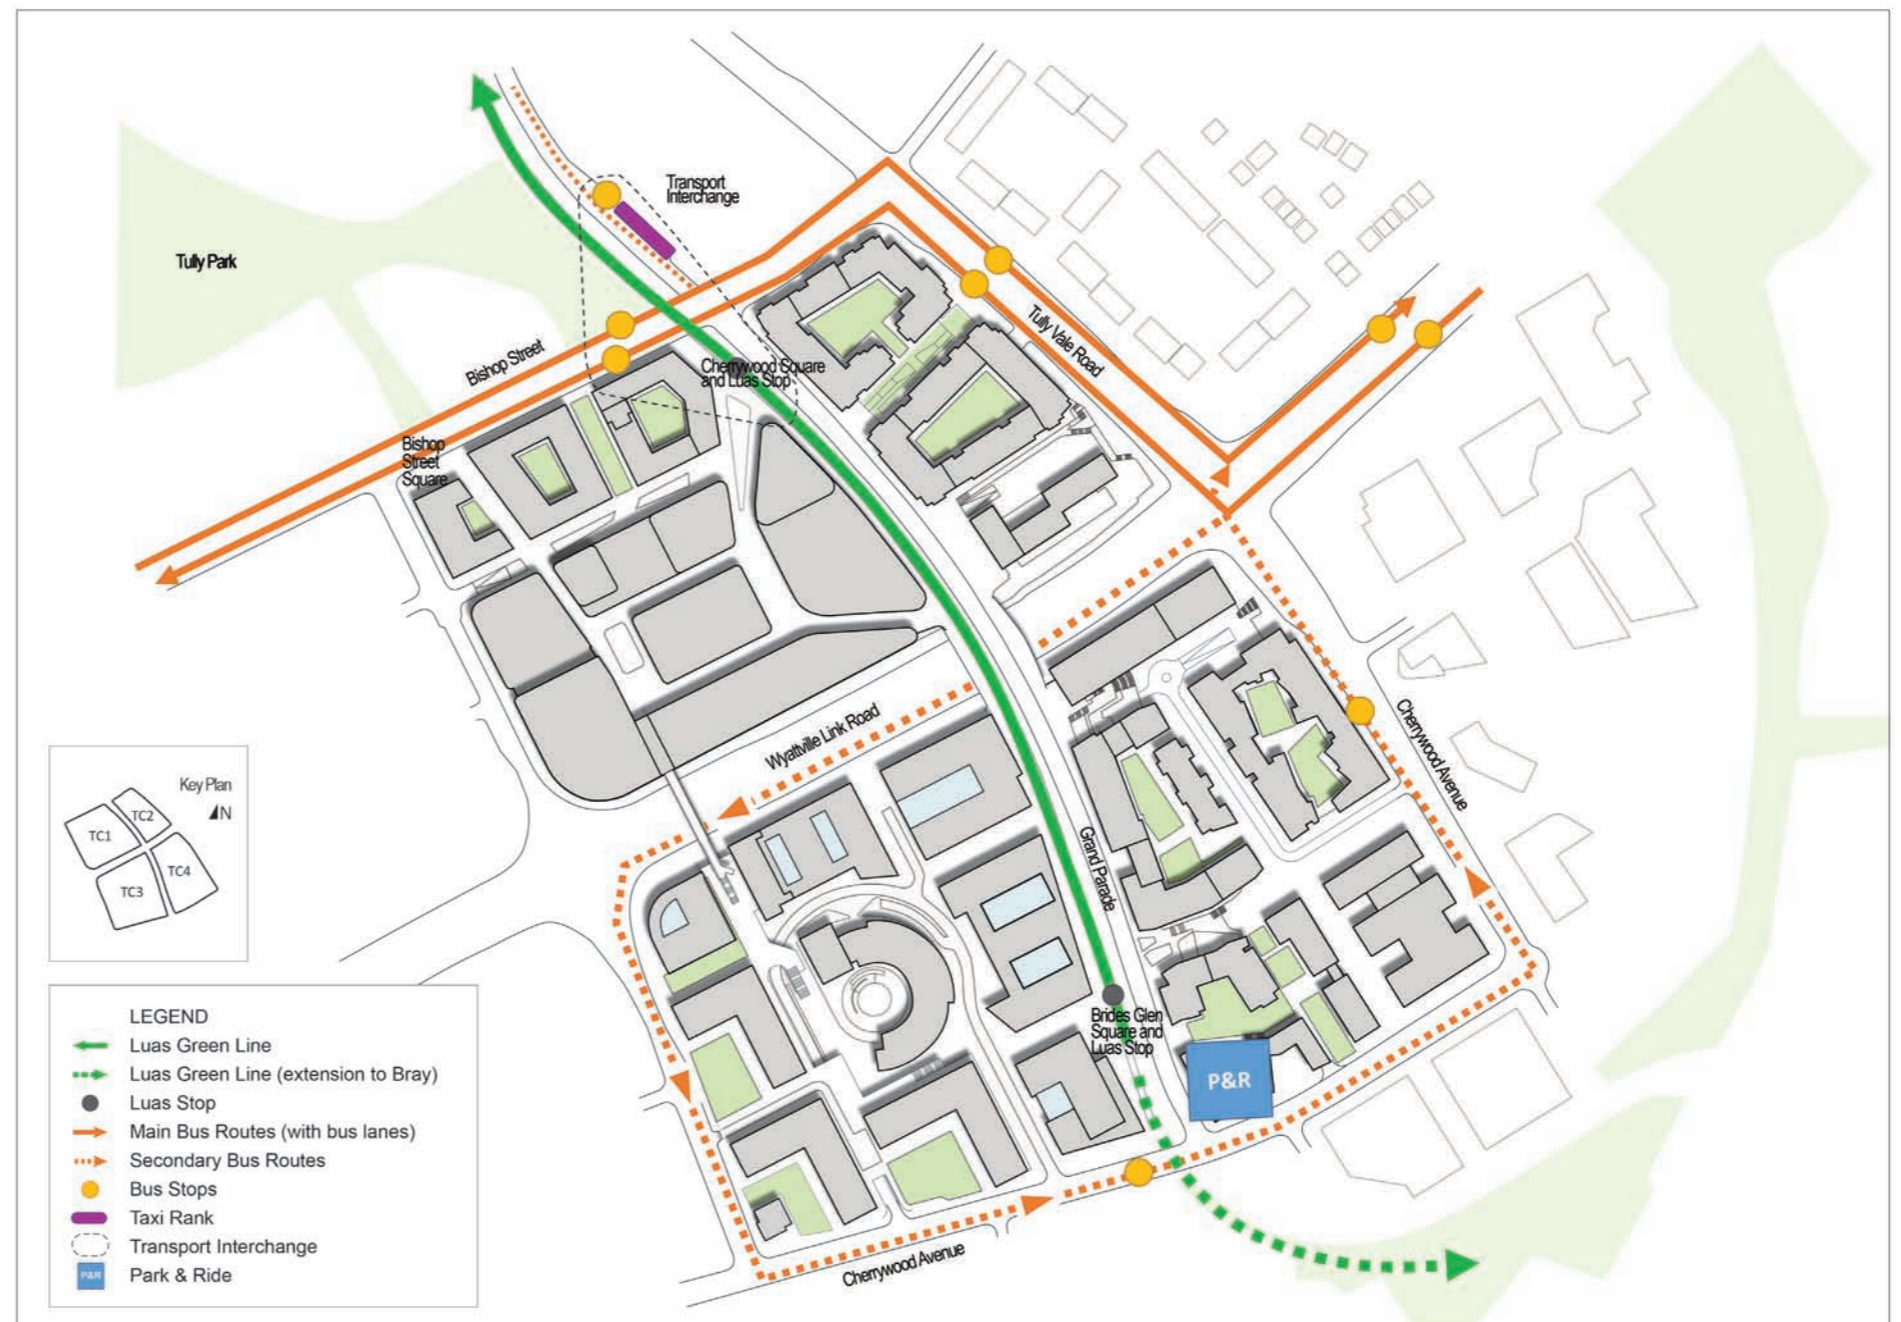 Transport
Interchange
Tully Park
Tully Vale Road
Bishop Street
Cherrywood Square
and Luas Stop
Bishop
Street
Square
Wyattville Link Road
Cherrywood Avenue
Grand Parade
Key Plan
N
TC2
TC1
TC4
TC3
Brides Glen
Square and
Luas Stop
P&R
LEGEND
Luas Green Line
Luas Green Line (extension to Bray)
Luas Stop
Main Bus Routes (with bus lanes)
Secondary Bus Routes
Bus Stops
Taxi Rank
Transport Interchange
P&R Park & Ride
Cherrywood Avenue